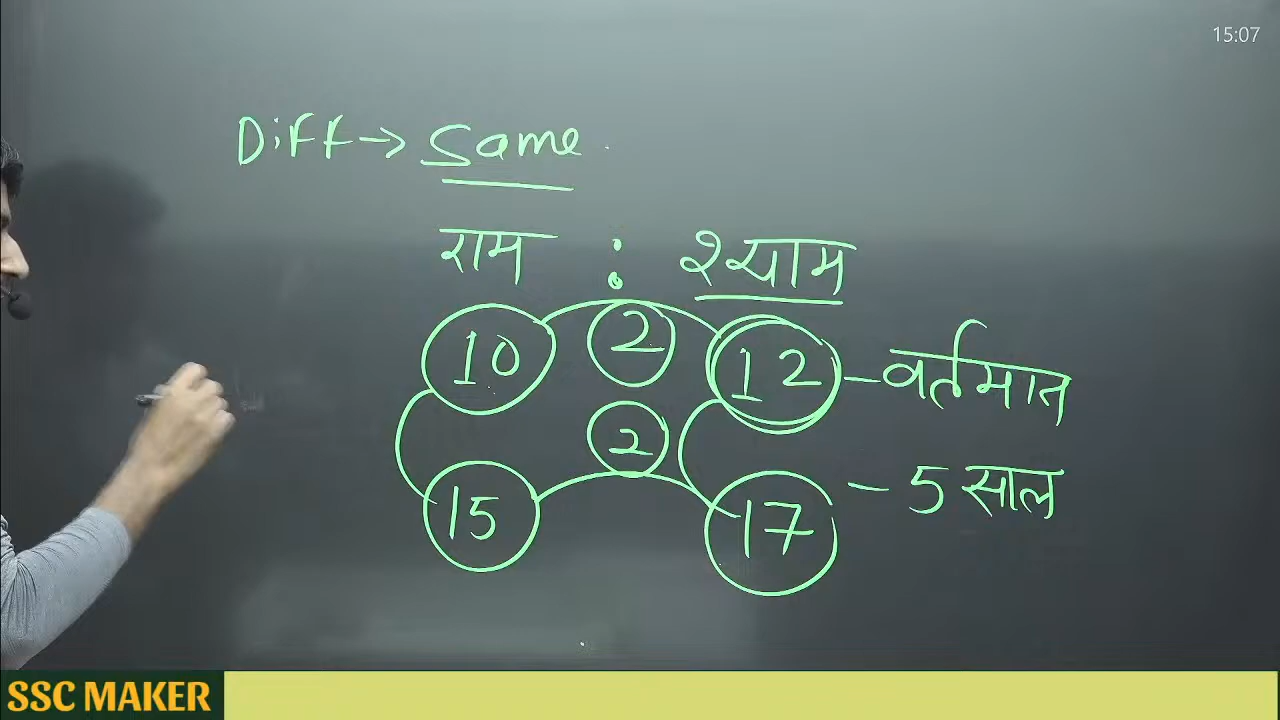 15:07
Diff → Same
राम : श्याम
10 2 12 - वर्तमान
2
15 17 - 5 साल
SSC MAKER